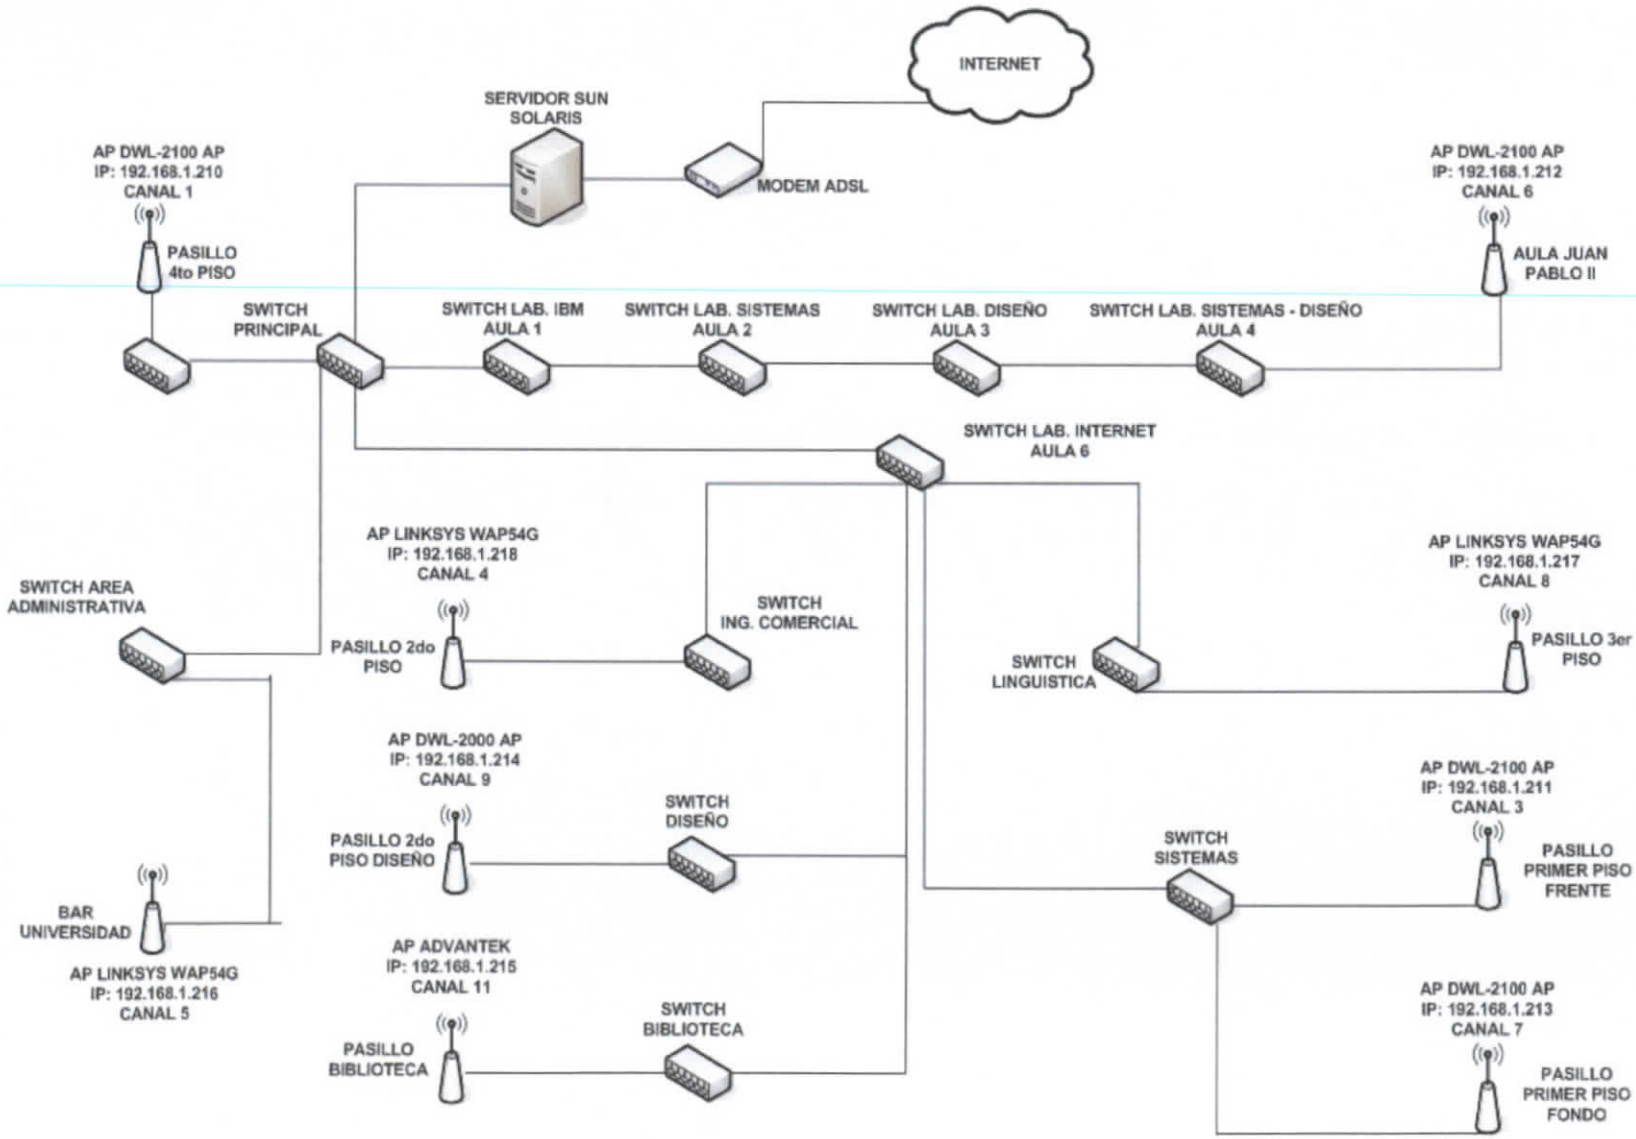 INTERNET
SERVIDOR SUN
SOLARIS
MODEM ADSL
AP DWL-2100 AP
IP: 192.168.1.210
CANAL 1
PASILLO
4to PISO
AP DWL-2100 AP
IP: 192.168.1.212
CANAL 6
AULA JUAN
PABLO II
SWITCH
PRINCIPAL
SWITCH LAB. IBM
AULA 1
SWITCH LAB. SISTEMAS
AULA 2
SWITCH LAB. DISEÑO
AULA 3
SWITCH LAB. SISTEMAS - DISEÑO
AULA 4
SWITCH LAB. INTERNET
AULA 6
AP LINKSYS WAP54G
IP: 192.168.1.218
CANAL 4
PASILLO 2do
PISO
SWITCH
ING. COMERCIAL
AP LINKSYS WAP54G
IP: 192.168.1.217
CANAL 8
PASILLO 3er
PISO
SWITCH
LINGUISTICA
SWITCH AREA
ADMINISTRATIVA
AP DWL-2000 AP
IP: 192.168.1.214
CANAL 9
PASILLO 2do
PISO DISEÑO
SWITCH
DISEÑO
AP DWL-2100 AP
IP: 192.168.1.211
CANAL 3
PASILLO
PRIMER PISO
FRENTE
SWITCH
SISTEMAS
BAR
UNIVERSIDAD
AP LINKSYS WAP54G
IP: 192.168.1.216
CANAL 5
AP ADVANTEK
IP: 192.168.1.215
CANAL 11
PASILLO
BIBLIOTECA
SWITCH
BIBLIOTECA
AP DWL-2100 AP
IP: 192.168.1.213
CANAL 7
PASILLO
PRIMER PISO
FONDO